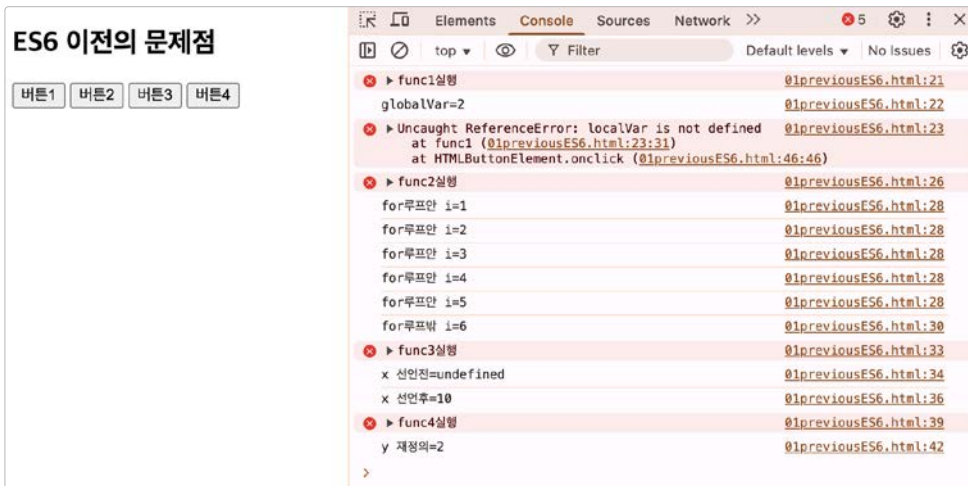 ES6 이전의 문제점
버튼1 버튼2 버튼3 버튼4
Elements Console Sources Network 5
top Filter Default levels No Issues
func1실행 01previousES6.html:21
globalVar=2 01previousES6.html:22
Uncaught ReferenceError: localVar is not defined 01previousES6.html:23
at func1 (01previousES6.html:23:31)
at HTMLButtonElement.onclick (01previousES6.html:46:46)
func2실행 01previousES6.html:26
for루프안 i=1 01previousES6.html:28
for루프안 i=2 01previousES6.html:28
for루프안 i=3 01previousES6.html:28
for루프안 i=4 01previousES6.html:28
for루프안 i=5 01previousES6.html:28
for루프밖 i=6 01previousES6.html:30
func3실행 01previousES6.html:33
x 선언전=undefined 01previousES6.html:34
x 선언후=10 01previousES6.html:36
func4실행 01previousES6.html:39
y 재정의=2 01previousES6.html:42